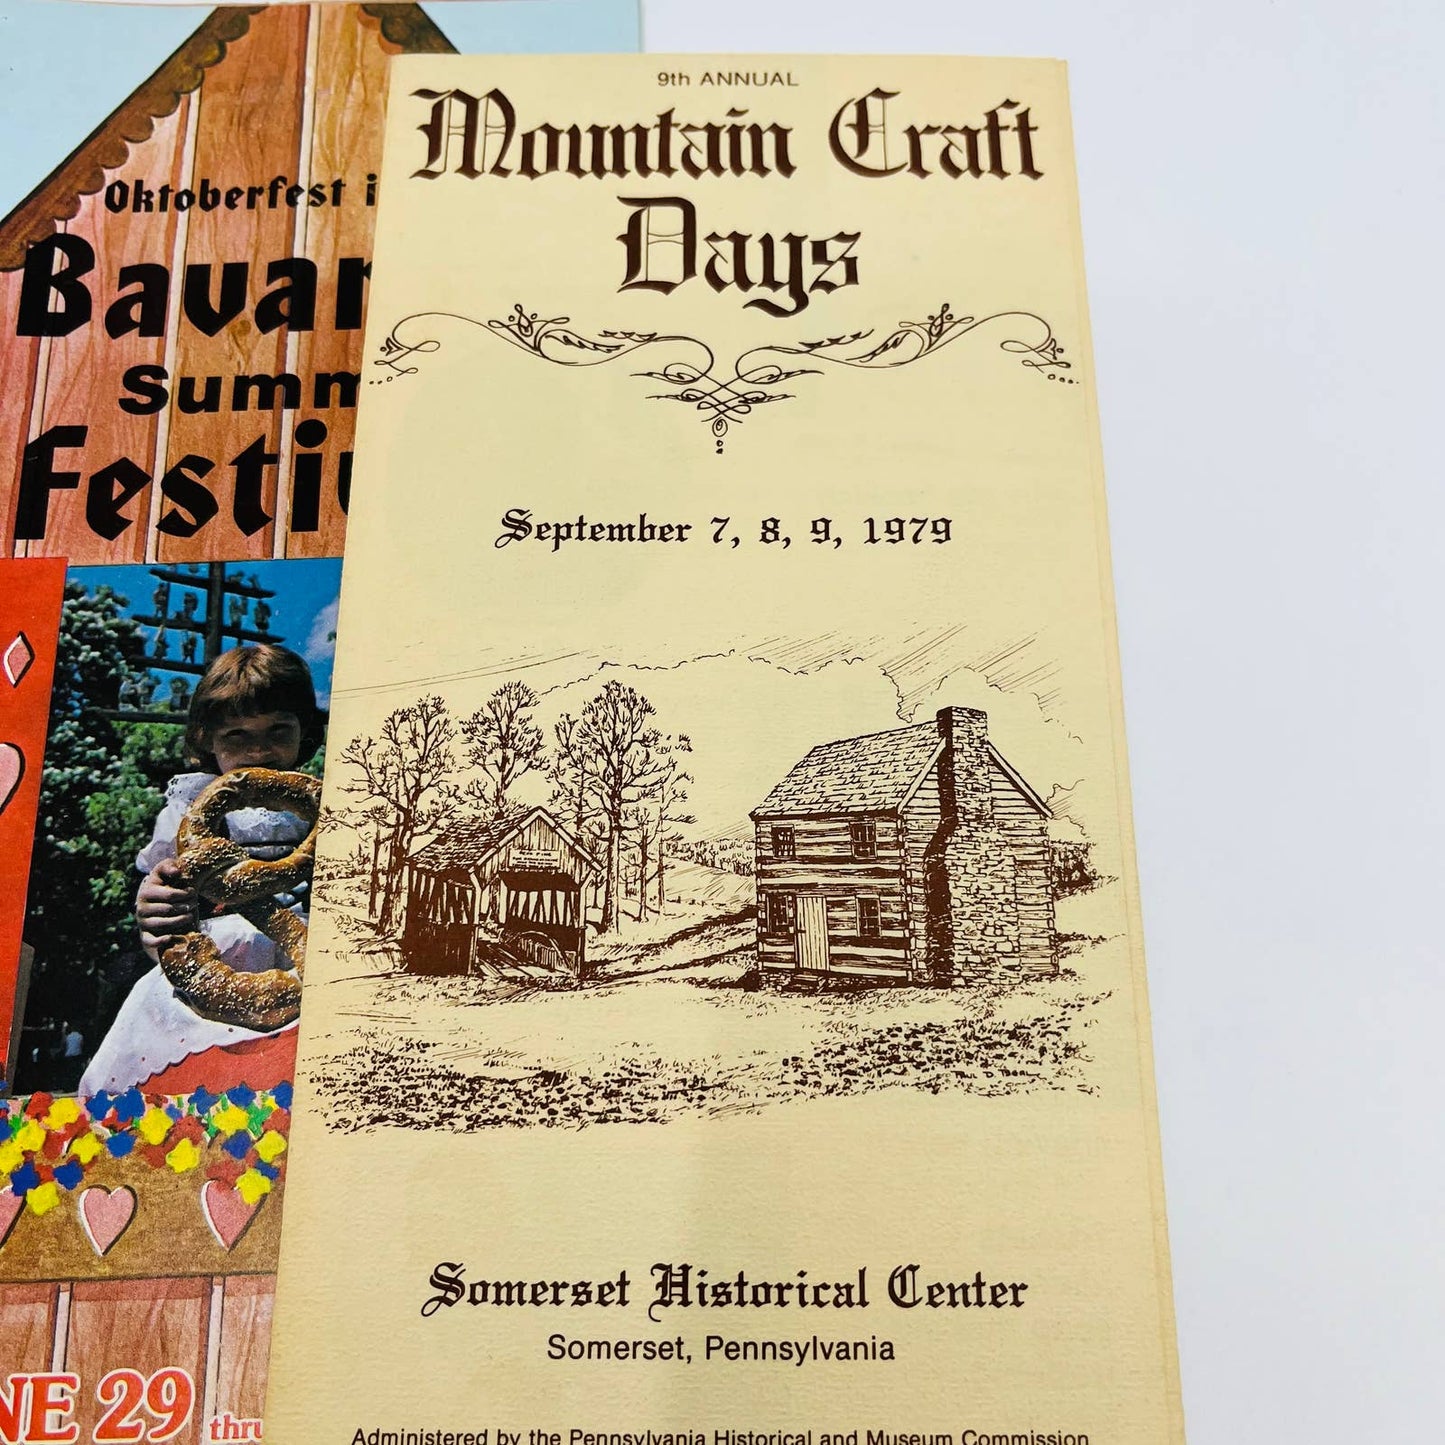 Oktoberfest i
Bavar
Summ
Festiv
NE 29 thru
9th ANNUAL
Mountain Craft
Days
September 7, 8, 9, 1979
Somerset Historical Center
Somerset, Pennsylvania
Administered by the Pennsylvania Historical and Museum Commission